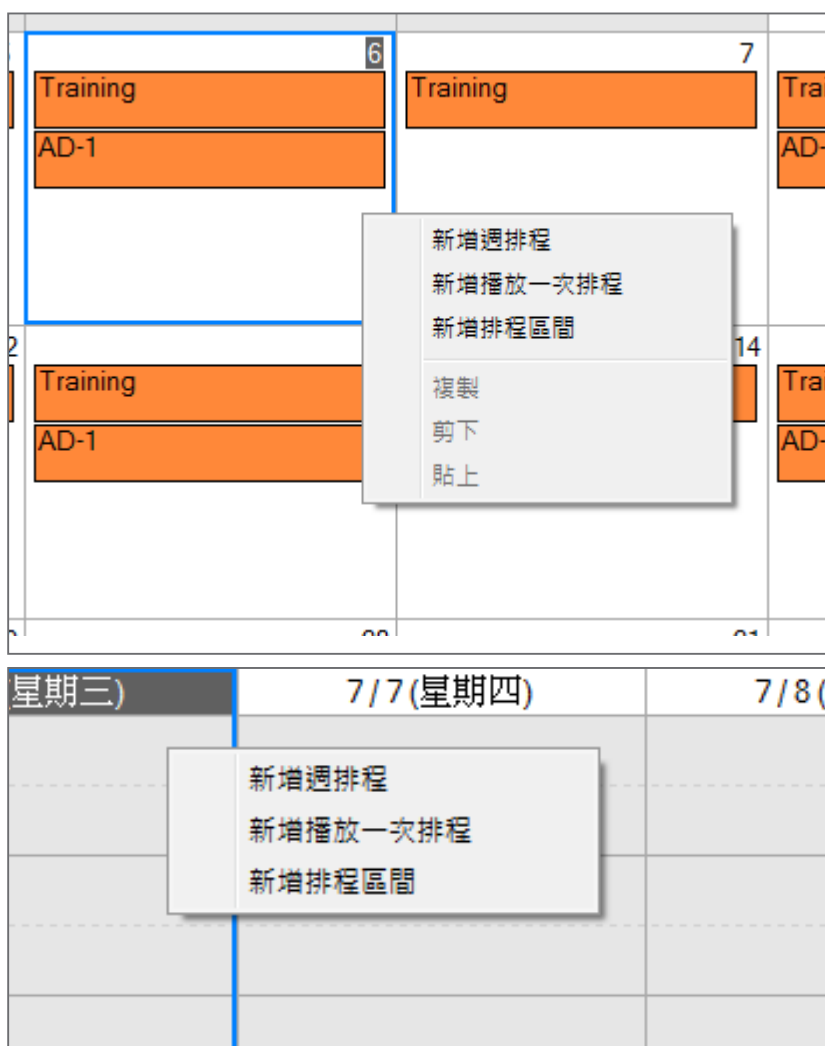 6
7
Training
Training
AD-1
新增週排程
新增播放一次排程
新增排程區間
14
Training
複製
AD-1
剪下
貼上
星期三)
7/7(星期四)
7/8(
新增週排程
新增播放一次排程
新增排程區間